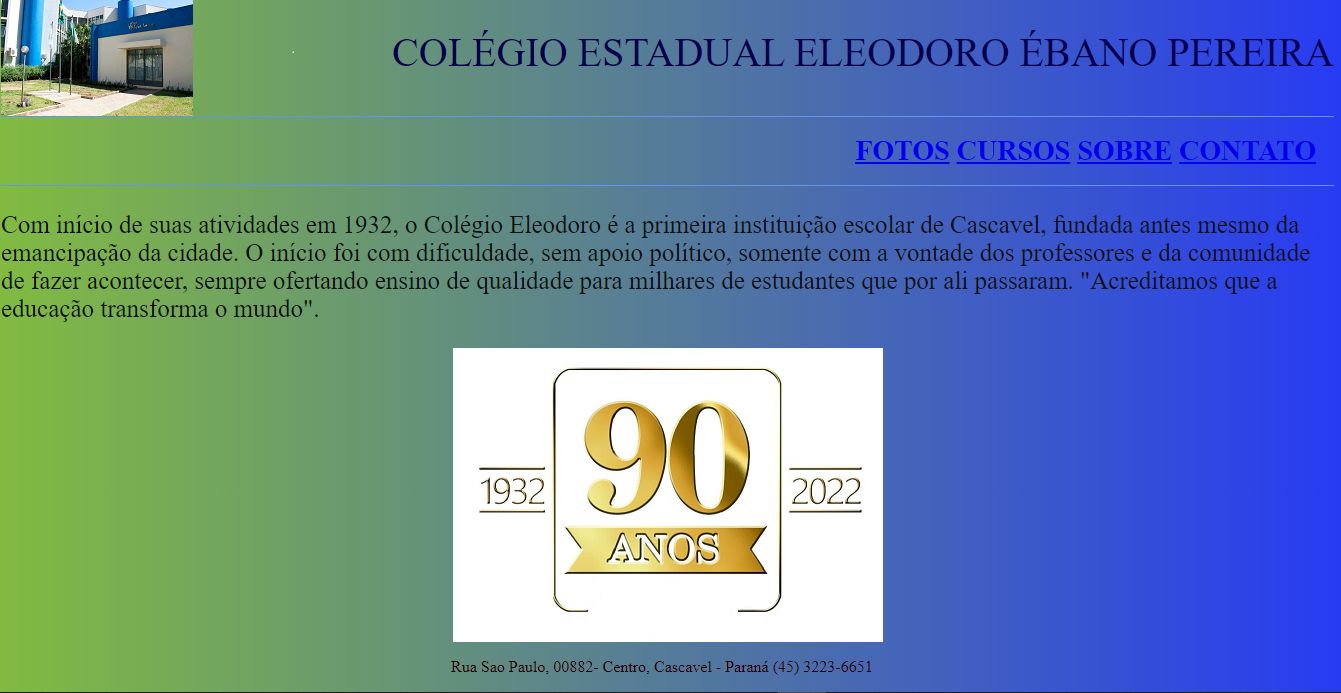 COLÉGIO ESTADUAL ELEODORO ÉBANO PEREIRA
FOTOS CURSOS SOBRE CONTATO
Com início de suas atividades em 1932, o Colégio Eleodoro é a primeira instituição escolar de Cascavel, fundada antes mesmo da
emancipação da cidade. O início foi com dificuldade, sem apoio político, somente com a vontade dos professores e da comunidade
de fazer acontecer, sempre ofertando ensino de qualidade para milhares de estudantes que por ali passaram. "Acreditamos que a
educação transforma o mundo".
90
1932
2022
ANOS
Rua Sao Paulo, 00882- Centro, Cascavel - Paraná (45) 3223-6651